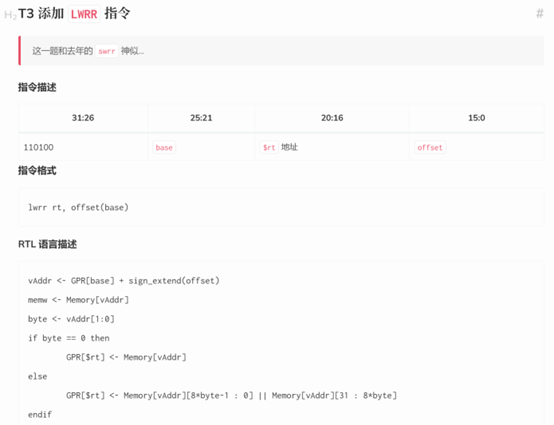 H₂ T3 添加 LWRR 指令 #
这一题和去年的 swrr 神似...
指令描述
31:26 25:21 20:16 15:0
110100 base $rt 地址 offset
指令格式
lwrr rt, offset(base)
RTL 语言描述
vAddr <- GPR[base] + sign_extend(offset)
memw <- Memory[vAddr]
byte <- vAddr[1:0]
if byte == 0 then
GPR[$rt] <- Memory[vAddr]
else
GPR[$rt] <- Memory[vAddr][8*byte-1 : 0] || Memory[vAddr][31 : 8*byte]
endif